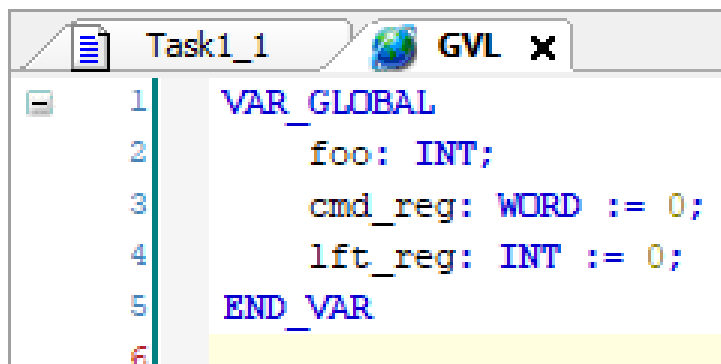 Task1_1 GVL
1 VAR_GLOBAL
2 foo: INT;
3 cmd_reg: WORD := 0;
4 lft_reg: INT := 0;
5 END_VAR
6